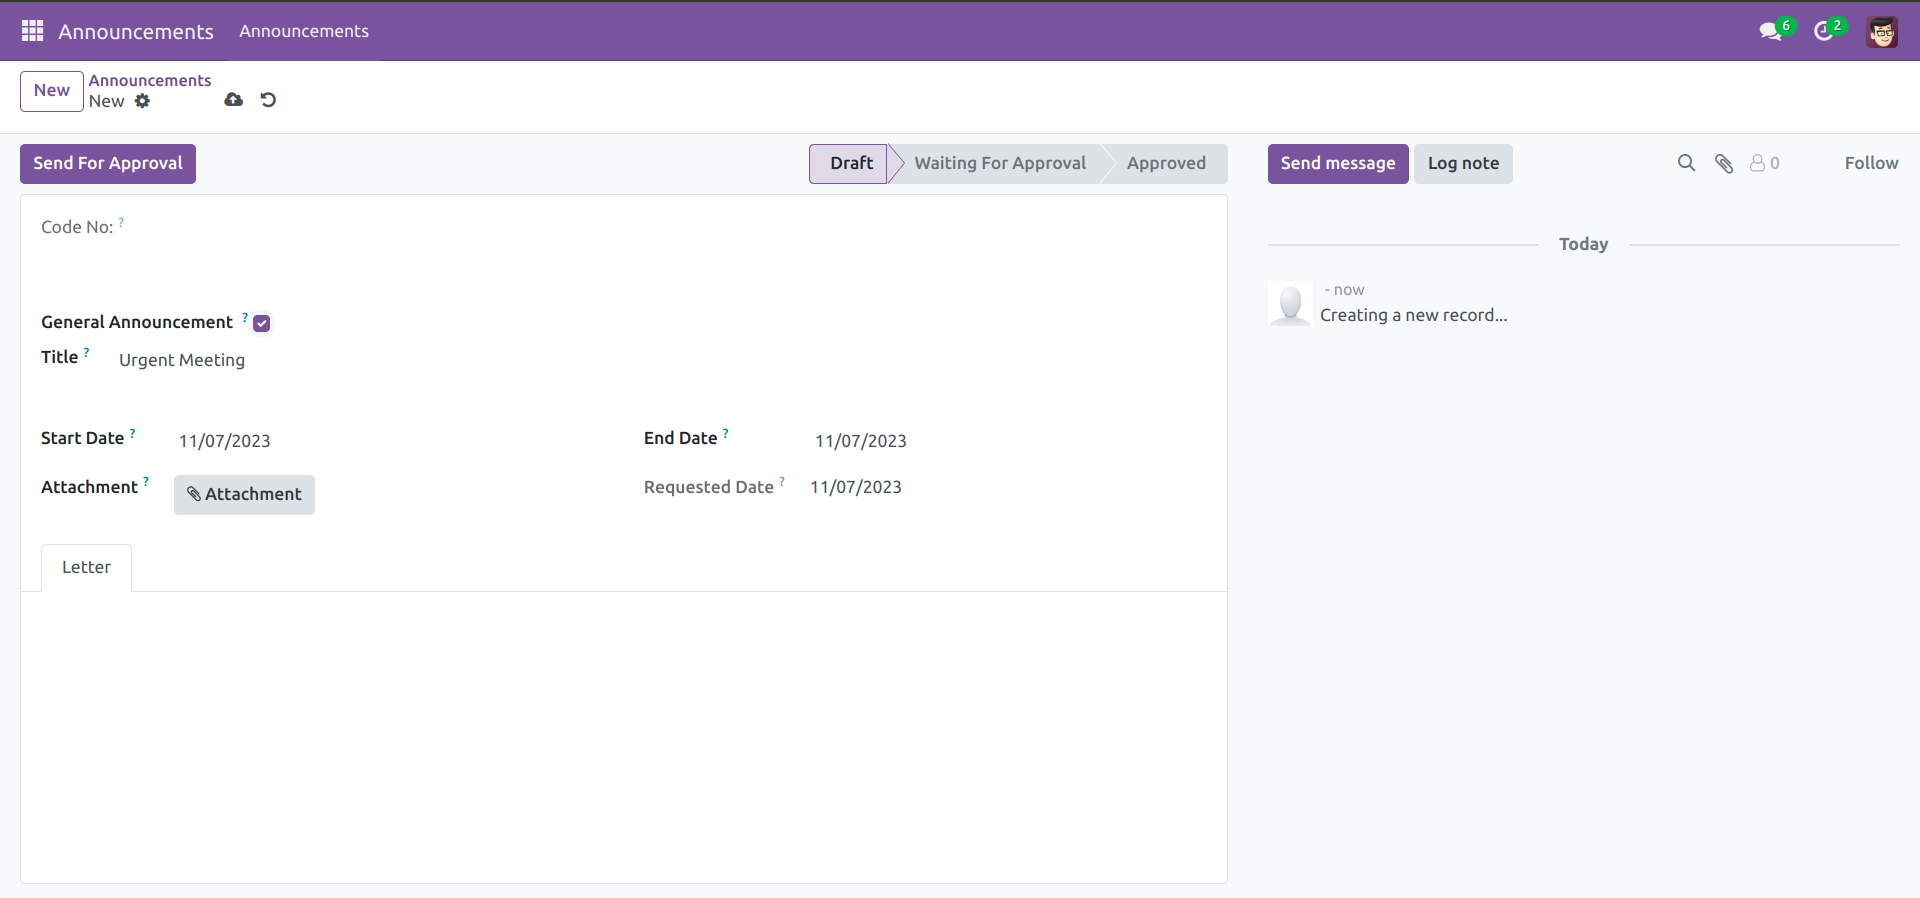 Announcements Announcements 6 2
New Announcements
New
Send For Approval Draft Waiting For Approval Approved Send message Log note 0 Follow
Code No: ?
Today
- now
Creating a new record...
General Announcement ?
Title ? Urgent Meeting
Start Date ? 11/07/2023 End Date ? 11/07/2023
Attachment ? Attachment Requested Date ? 11/07/2023
Letter